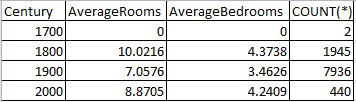 Century AverageRooms AverageBedrooms COUNT(*)
1700 0 0 2
1800 10.0216 4.3738 1945
1900 7.0576 3.4626 7936
2000 8.8705 4.2409 440